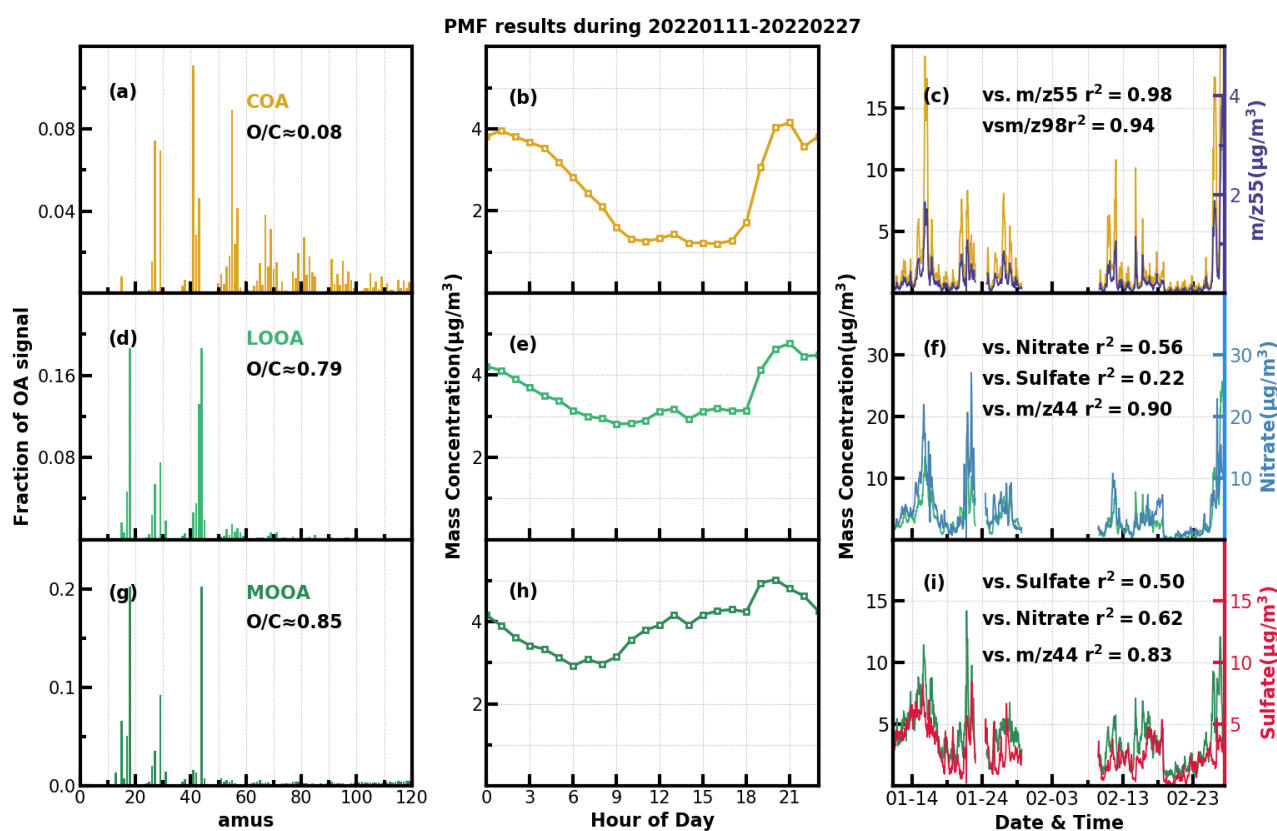 PMF results during 20220111-20220227
(a)
COA
O/C≈0.08
0.08
0.04
(b)
4
2
(c)
vs. m/z55 r² = 0.98
vsm/z98r² = 0.94
15
10
5
4
2
m/z55(μg/m³)
(d)
LOOA
O/C≈0.79
0.16
0.08
(e)
4
2
(f)
vs. Nitrate r² = 0.56
vs. Sulfate r² = 0.22
vs. m/z44 r² = 0.90
30
20
10
30
20
10
Nitrate(μg/m³)
Fraction of OA signal
Mass Concentration(μg/m³)
Mass Concentration(μg/m³)
(g)
MOOA
O/C≈0.85
0.2
0.1
0.0
(h)
4
2
(i)
vs. Sulfate r² = 0.50
vs. Nitrate r² = 0.62
vs. m/z44 r² = 0.83
15
10
5
15
10
5
Sulfate(μg/m³)
0 20 40 60 80 100 120
amus
0 3 6 9 12 15 18 21
Hour of Day
01-14 01-24 02-03 02-13 02-23
Date & Time